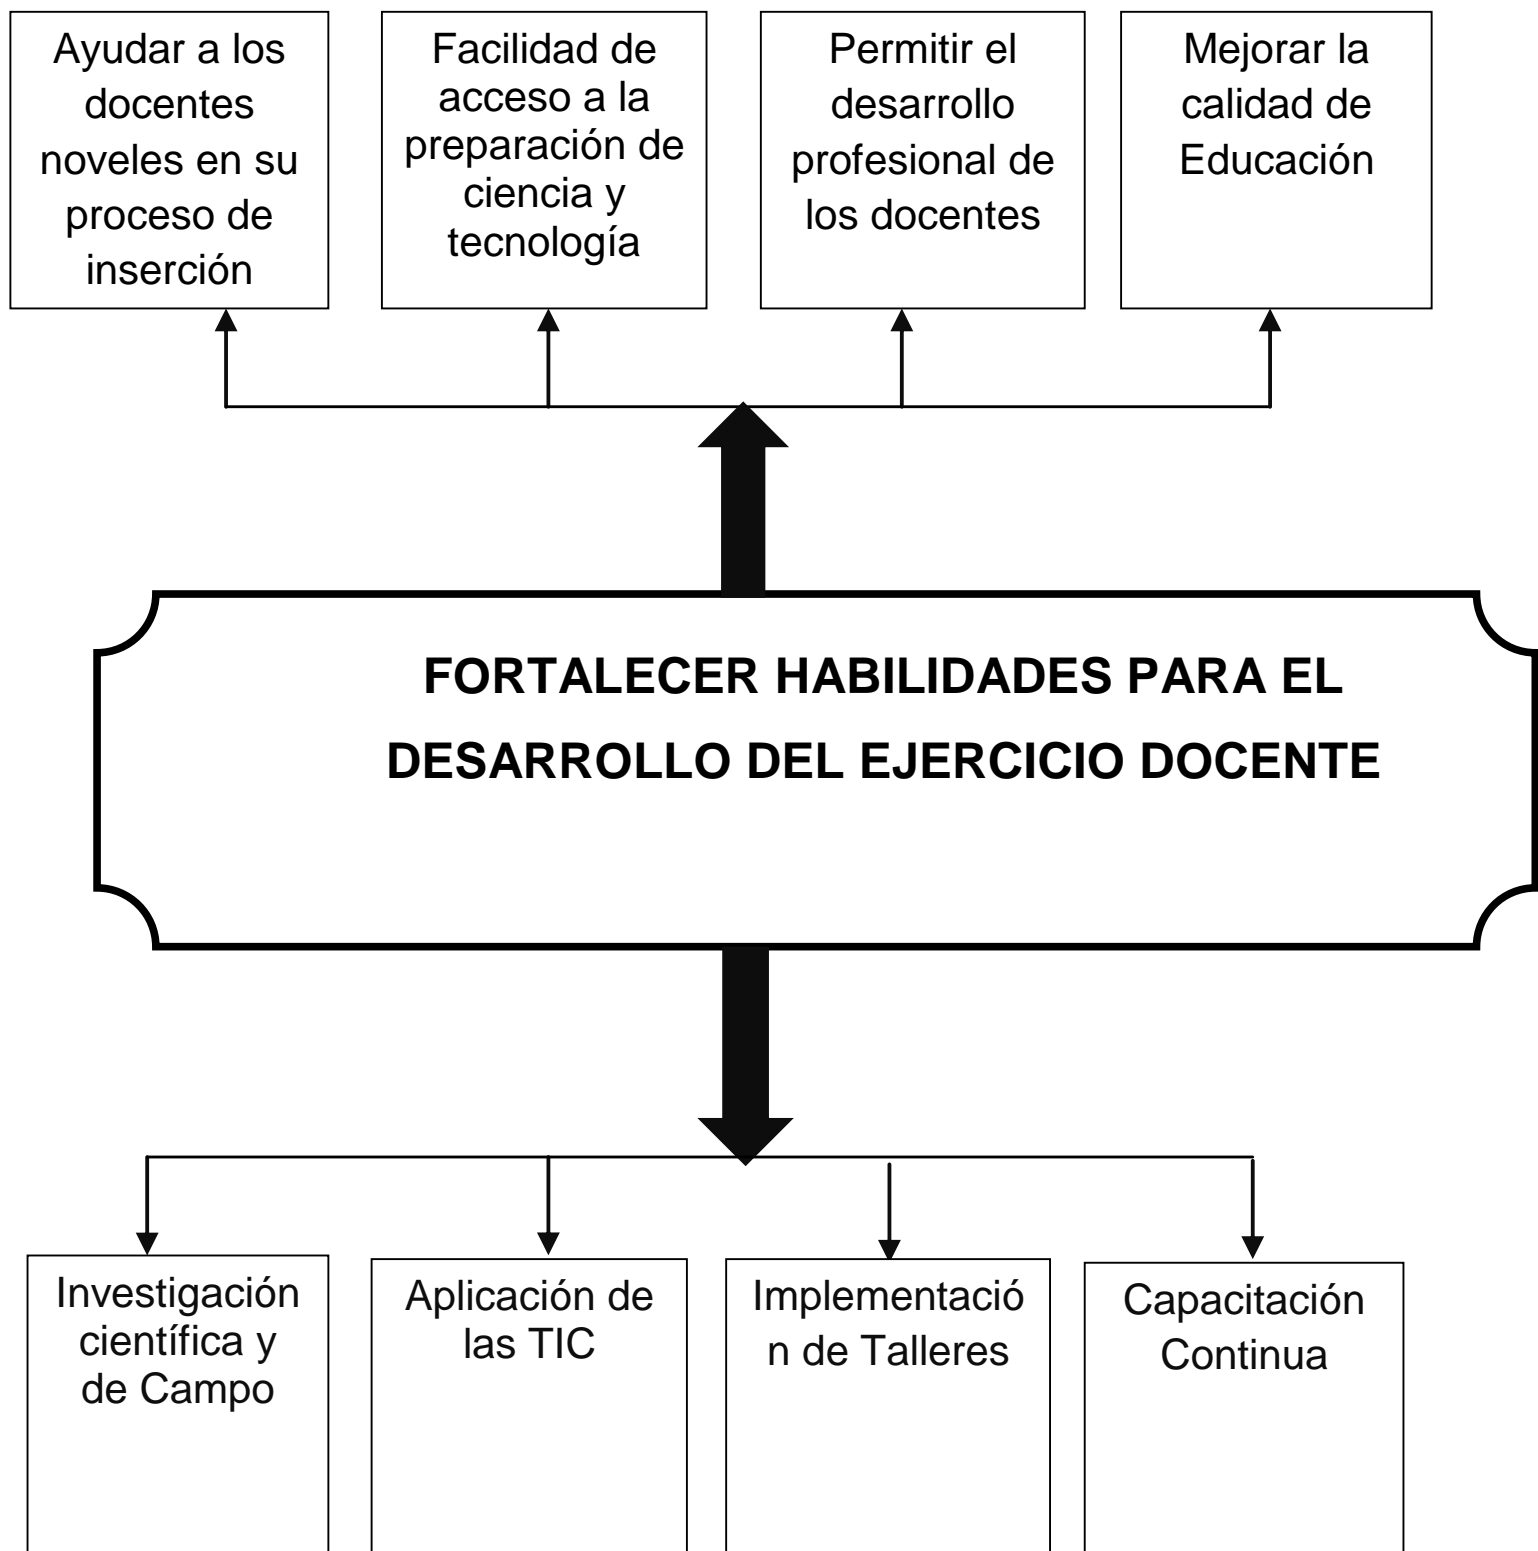 Ayudar a los
docentes
noveles en su
proceso de
inserción
Facilidad de
acceso a la
preparación de
ciencia y
tecnología
Permitir el
desarrollo
profesional de
los docentes
Mejorar la
calidad de
Educación
FORTALECER HABILIDADES PARA EL
DESARROLLO DEL EJERCICIO DOCENTE
Investigación
científica y
de Campo
Aplicación de
las TIC
Implementació
n de Talleres
Capacitación
Continua